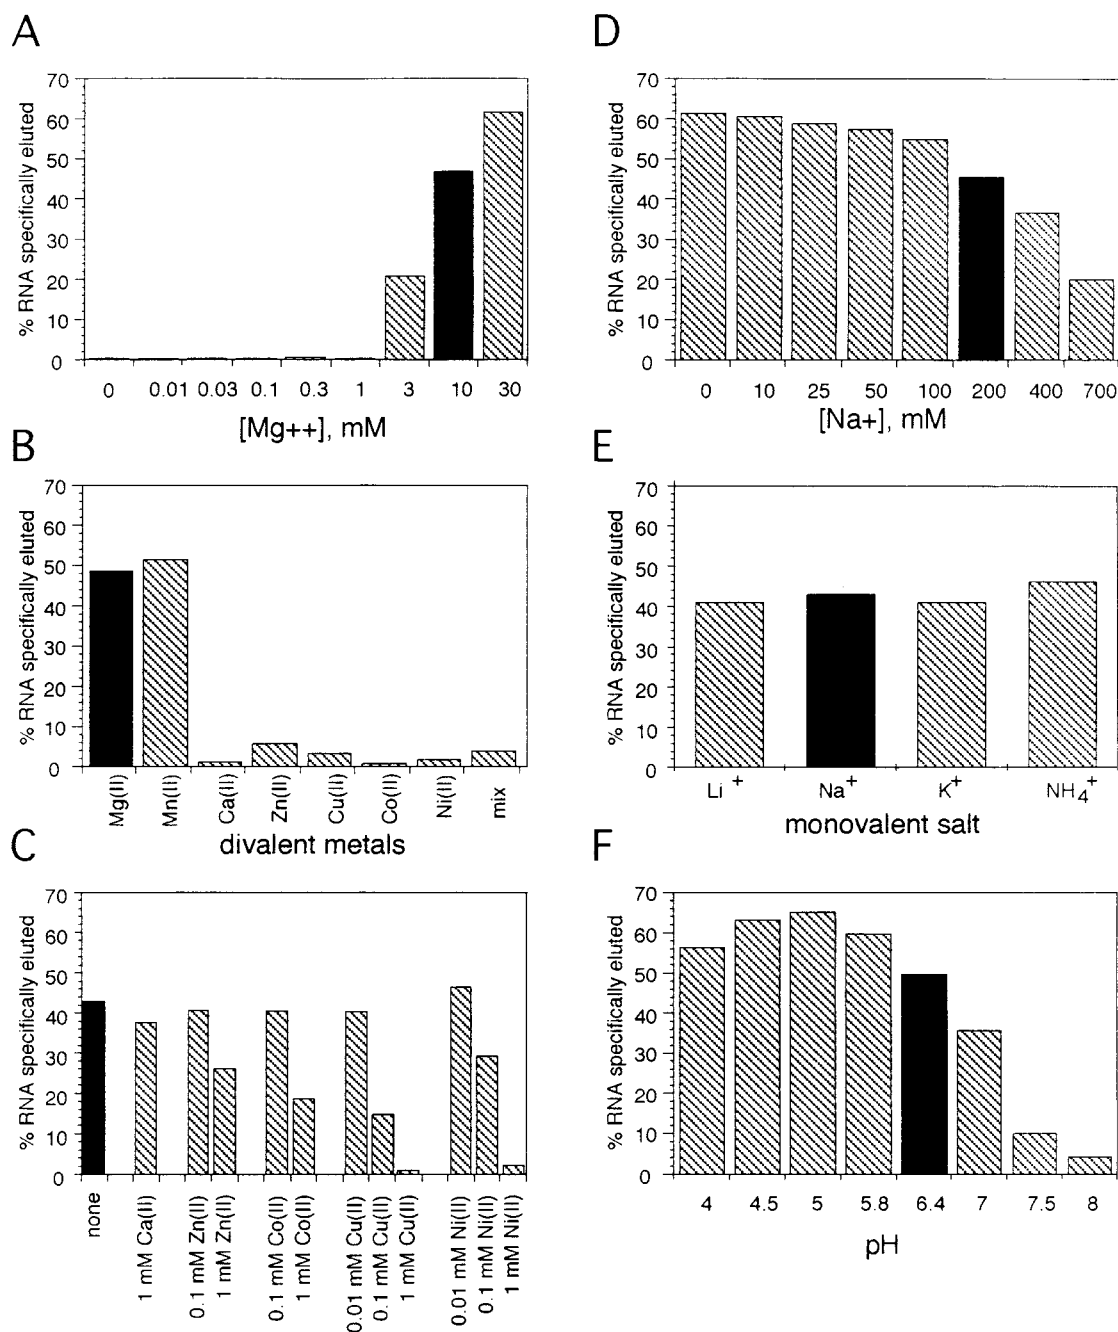 A
% RNA specifically eluted
70
60
50
40
30
20
10
0
0 0.01 0.03 0.1 0.3 1 3 10 30
[Mg++], mM
B
% RNA specifically eluted
70
60
50
40
30
20
10
0
Mg(II) Mn(II) Ca(II) Zn(II) Cu(II) Co(II) Ni(II) mix
divalent metals
C
% RNA specifically eluted
70
60
50
40
30
20
10
0
none
1 mM Ca(II)
0.1 mM Zn(II)
1 mM Zn(II)
0.1 mM Co(II)
1 mM Co(II)
0.01 mM Cu(II)
0.1 mM Cu(II)
1 mM Cu(II)
0.01 mM Ni(II)
0.1 mM Ni(II)
1 mM Ni(II)
D
% RNA specifically eluted
70
60
50
40
30
20
10
0
0 10 25 50 100 200 400 700
[Na+], mM
E
% RNA specifically eluted
70
60
50
40
30
20
10
0
Li+ Na+ K+ NH4+
monovalent salt
F
% RNA specifically eluted
70
60
50
40
30
20
10
0
4 4.5 5 5.8 6.4 7 7.5 8
pH